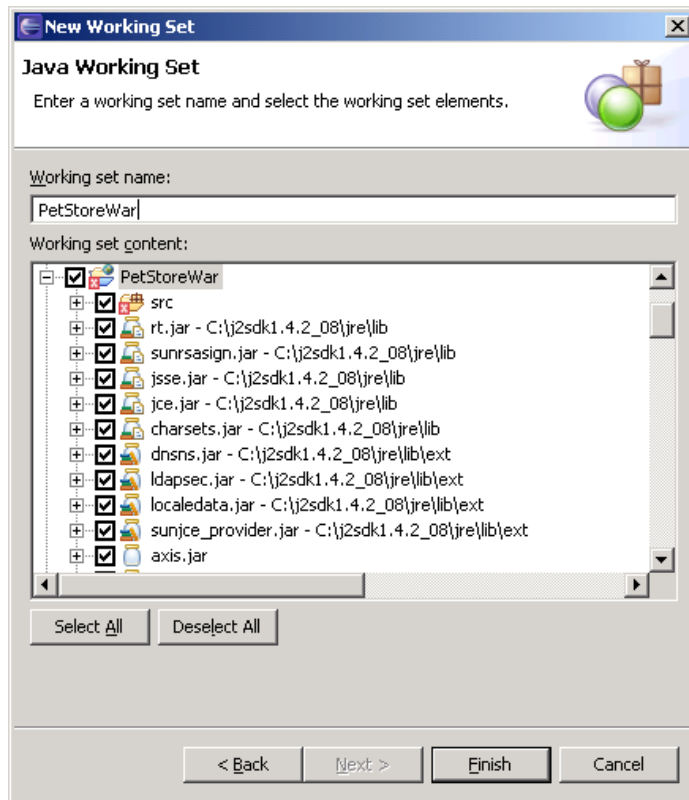 New Working Set
Java Working Set
Enter a working set name and select the working set elements.
Working set name:
PetStoreWar
Working set content:
PetStoreWar
src
rt.jar - C:\j2sdk1.4.2_08\jre\lib
sunrsasign.jar - C:\j2sdk1.4.2_08\jre\lib
jsse.jar - C:\j2sdk1.4.2_08\jre\lib
jce.jar - C:\j2sdk1.4.2_08\jre\lib
charsets.jar - C:\j2sdk1.4.2_08\jre\lib
dnsns.jar - C:\j2sdk1.4.2_08\jre\lib\ext
ldapsec.jar - C:\j2sdk1.4.2_08\jre\lib\ext
localedata.jar - C:\j2sdk1.4.2_08\jre\lib\ext
sunjce_provider.jar - C:\j2sdk1.4.2_08\jre\lib\ext
axis.jar
Select All Deselect All
< Back Next > Finish Cancel